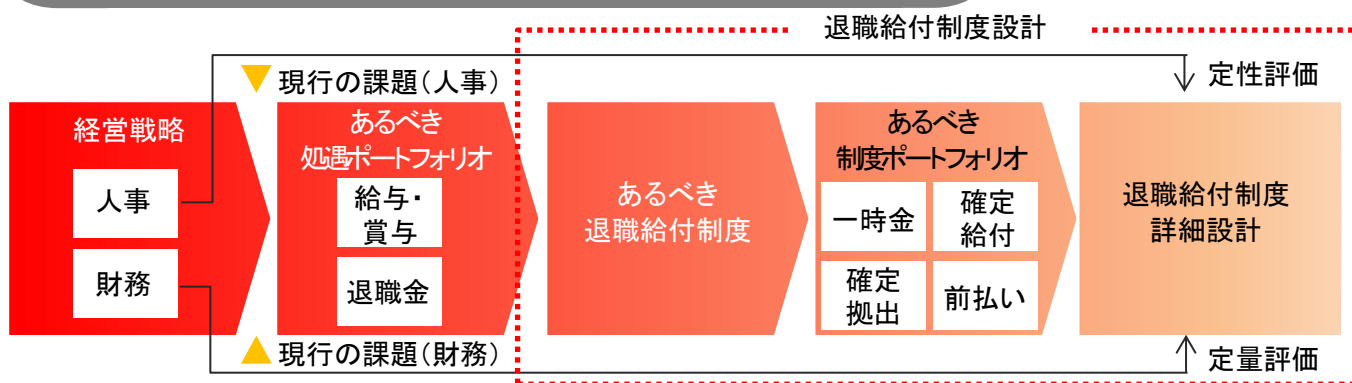 退職給付制度設計
現行の課題(人事)
定性評価
経営戦略
人事
財務
あるべき
処遇ポートフォリオ
給与・
賞与
退職金
あるべき
退職給付制度
あるべき
制度ポートフォリオ
一時金
確定
給付
確定
拠出
前払い
退職給付制度
詳細設計
現行の課題(財務)
定量評価